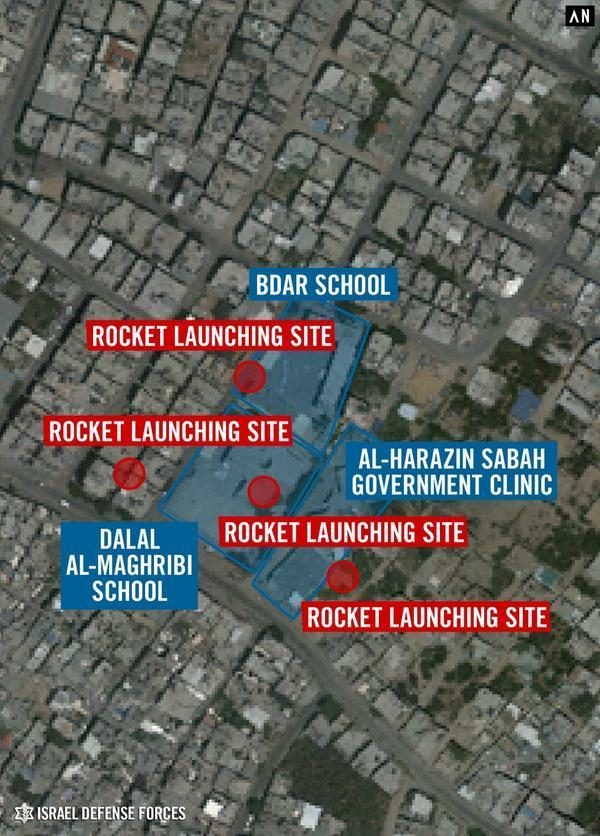 AN
BDAR SCHOOL
ROCKET LAUNCHING SITE
ROCKET LAUNCHING SITE
AL-HARAZIN SABAH
GOVERNMENT CLINIC
ROCKET LAUNCHING SITE
DALAL
AL-MAGHRIBI
SCHOOL
ROCKET LAUNCHING SITE
ISRAEL DEFENSE FORCES